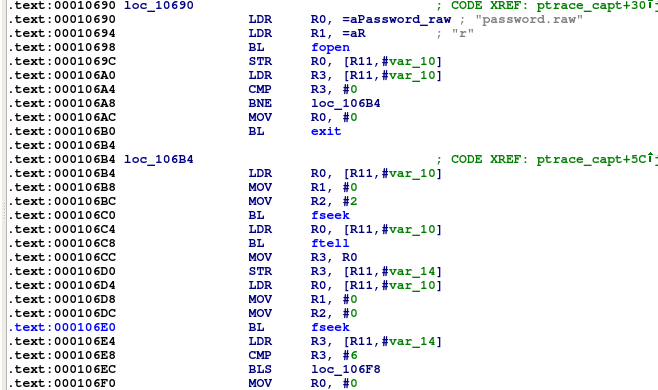 .text:00010690 loc_10690 ; CODE XREF: ptrace_capt+30↑j
.text:00010690 LDR R0, =aPassword_raw ; "password.raw"
.text:00010694 LDR R1, =aR ; "r"
.text:00010698 BL fopen
.text:0001069C STR R0, [R11,#var_10]
.text:000106A0 LDR R3, [R11,#var_10]
.text:000106A4 CMP R3, #0
.text:000106A8 BNE loc_106B4
.text:000106AC MOV R0, #0
.text:000106B0 BL exit
.text:000106B4
.text:000106B4 loc_106B4 ; CODE XREF: ptrace_capt+5C↑j
.text:000106B4 LDR R0, [R11,#var_10]
.text:000106B8 MOV R1, #0
.text:000106BC MOV R2, #2
.text:000106C0 BL fseek
.text:000106C4 LDR R0, [R11,#var_10]
.text:000106C8 BL ftell
.text:000106CC MOV R3, R0
.text:000106D0 STR R3, [R11,#var_14]
.text:000106D4 LDR R0, [R11,#var_10]
.text:000106D8 MOV R1, #0
.text:000106DC MOV R2, #0
.text:000106E0 BL fseek
.text:000106E4 LDR R3, [R11,#var_14]
.text:000106E8 CMP R3, #6
.text:000106EC BLS loc_106F8
.text:000106F0 MOV R0, #0